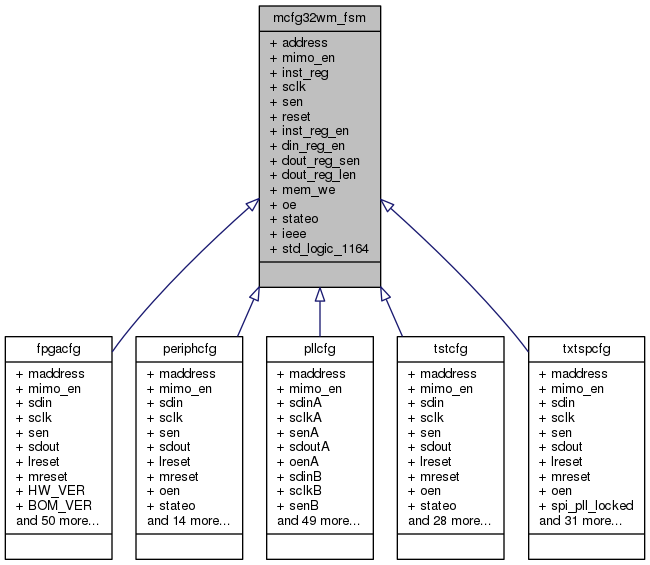 mcfg32wm_fsm
+ address
+ mimo_en
+ inst_reg
+ sclk
+ sen
+ reset
+ inst_reg_en
+ din_reg_en
+ dout_reg_sen
+ dout_reg_len
+ mem_we
+ oe
+ stateo
+ ieee
+ std_logic_1164
fpgacfg
+ maddress
+ mimo_en
+ sdin
+ sclk
+ sen
+ sdout
+ lreset
+ mreset
+ HW_VER
+ BOM_VER
and 50 more...
periphcfg
+ maddress
+ mimo_en
+ sdin
+ sclk
+ sen
+ sdout
+ lreset
+ mreset
+ oen
+ stateo
and 14 more...
pllcfg
+ maddress
+ mimo_en
+ sdinA
+ sclkA
+ senA
+ sdoutA
+ oenA
+ sdinB
+ sclkB
+ senB
and 49 more...
tstcfg
+ maddress
+ mimo_en
+ sdin
+ sclk
+ sen
+ sdout
+ lreset
+ mreset
+ oen
+ stateo
and 28 more...
txtspcfg
+ maddress
+ mimo_en
+ sdin
+ sclk
+ sen
+ sdout
+ lreset
+ mreset
+ oen
+ spi_pll_locked
and 31 more...